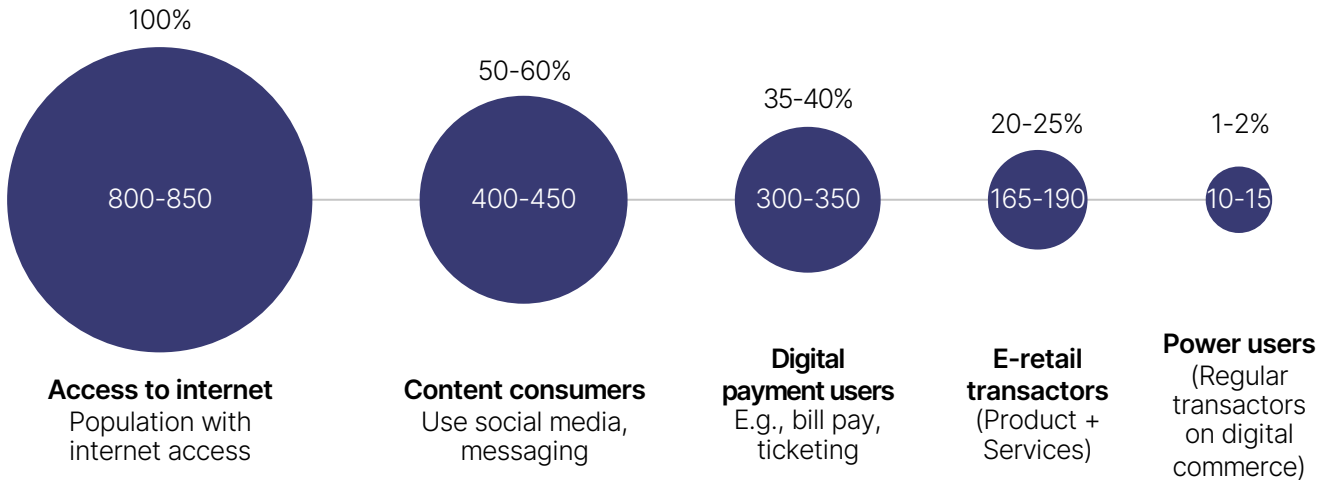 100%
800-850
Access to internet
Population with
internet access
50-60%
400-450
Content consumers
Use social media,
messaging
35-40%
300-350
Digital
payment users
E.g., bill pay,
ticketing
20-25%
165-190
E-retail
transactors
(Product +
Services)
1-2%
10-15
Power users
(Regular
transactors
on digital
commerce)